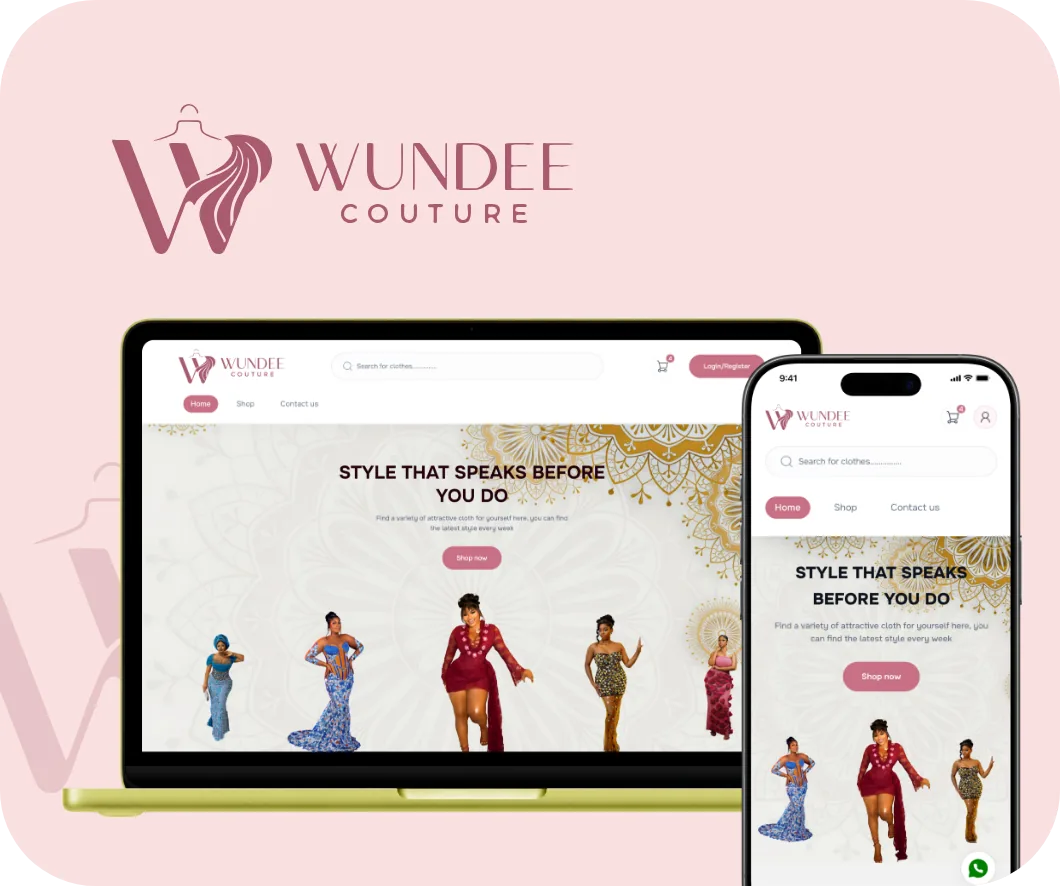 WUNDEE
COUTURE
WUNDEE
COUTURE
Search for clothes.............
4
Login/Register
Home
Shop
Contact us
STYLE THAT SPEAKS BEFORE
YOU DO
Find a variety of attractive cloth for yourself here, you can find
the latest style every week
Shop now
9:41
WUNDEE
COUTURE
4
Search for clothes...............
Home
Shop
Contact us
STYLE THAT SPEAKS
BEFORE YOU DO
Find a variety of attractive cloth for yourself here, you
can find the latest style every week
Shop now